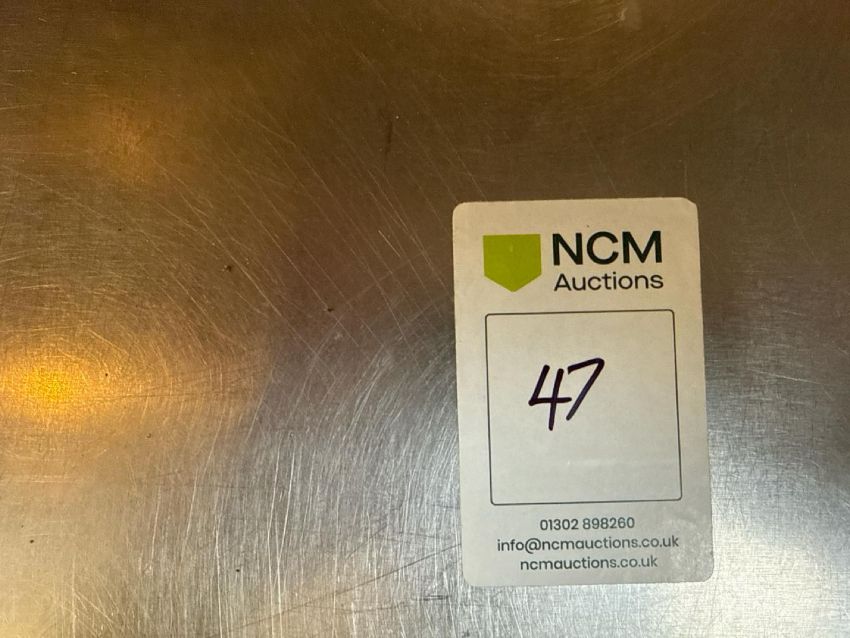 NCM
Auctions
47
01302 898260
info@ncmauctions.co.uk
ncmauctions.co.uk